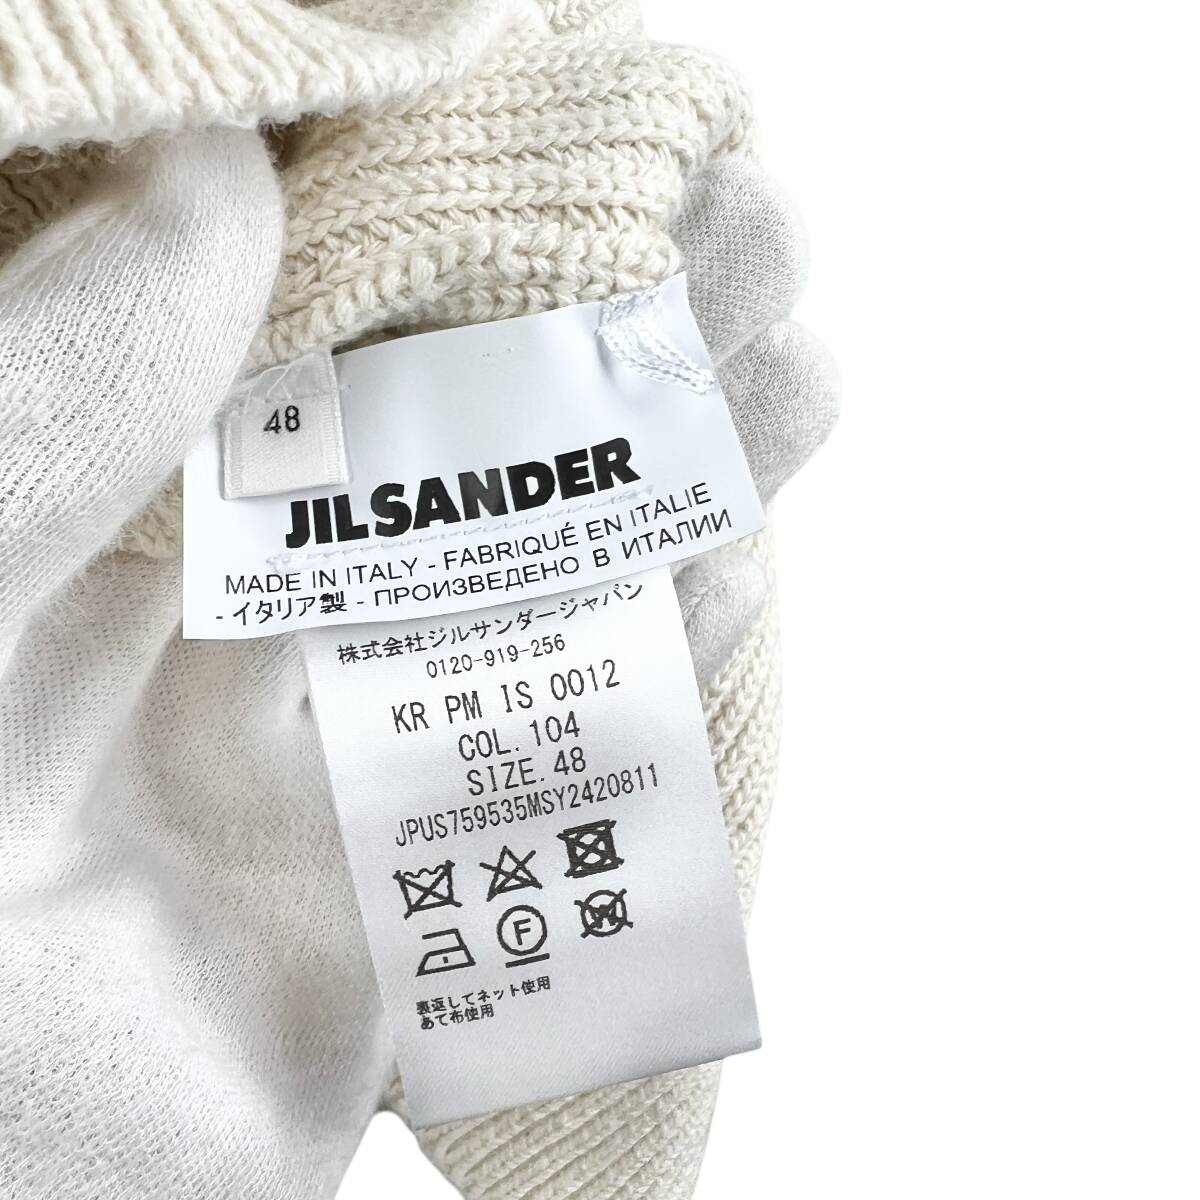 48
JIL SANDER
MADE IN ITALY - FABRIQUÉ EN ITALIE
- イタリア製 - ПРОИЗВЕДЕНО В ИТАЛИИ
株式会社ジルサンダージャパン
0120-919-256
KR PM IS 0012
COL. 104
SIZE. 48
JPUS759535MSY2420811
F
W
裏返してネット使用
あて布使用